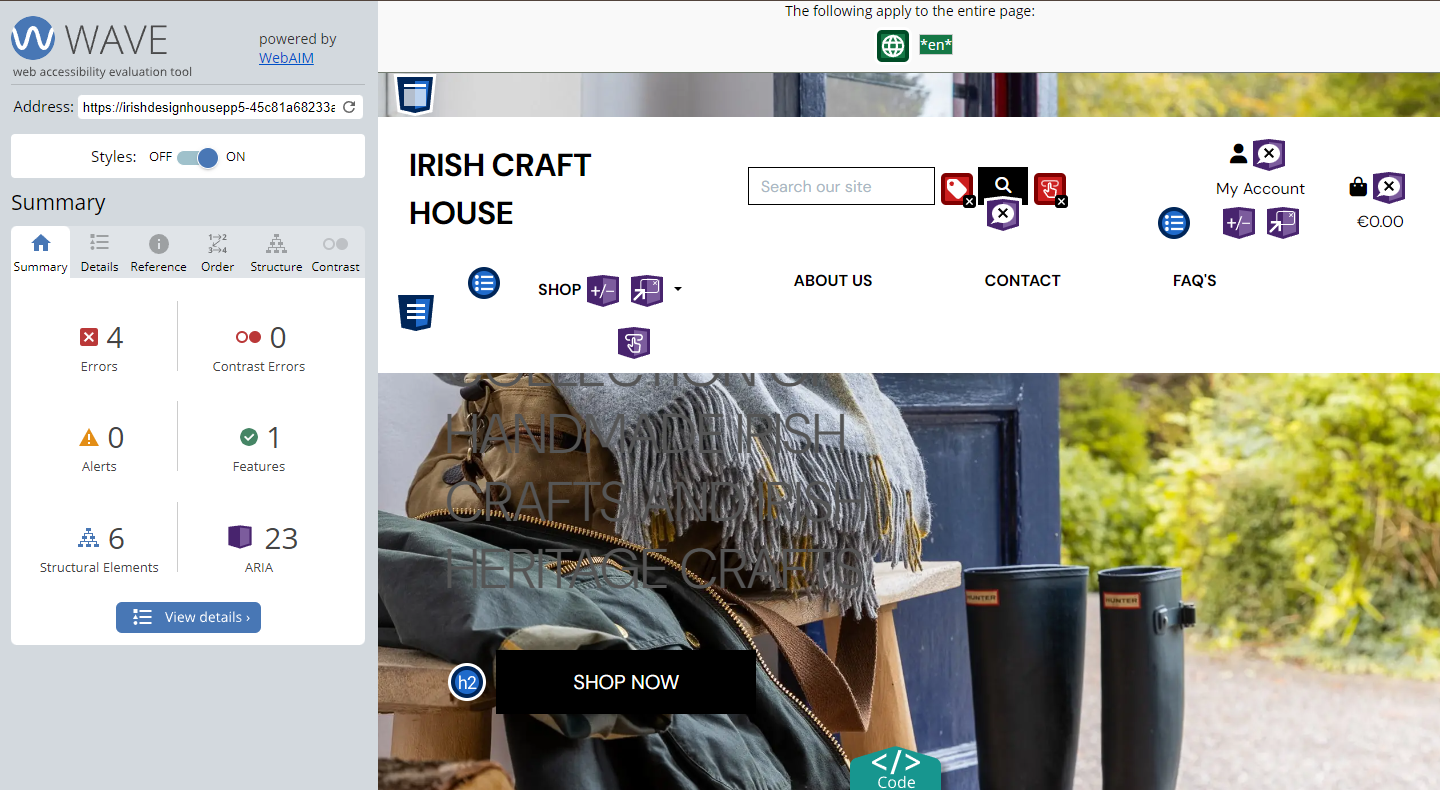 WAVE
powered by
WebAIM
web accessibility evaluation tool
Address: https://irishdesignhousepp5-45c81a68233a
Styles: OFF ON
Summary
Summary Details Reference Order Structure Contrast
4 0
Errors Contrast Errors
0 1
Alerts Features
6 23
Structural Elements ARIA
View details ›
The following apply to the entire page:
*en*
IRISH CRAFT
HOUSE
Search our site
My Account
€0.00
SHOP +/- ABOUT US CONTACT FAQ'S
COLLECTION OF
HANDMADE IRISH
CRAFTS AND IRISH
HERITAGE CRAFTS
h2 SHOP NOW
HUNTER HUNTER
</>
Code